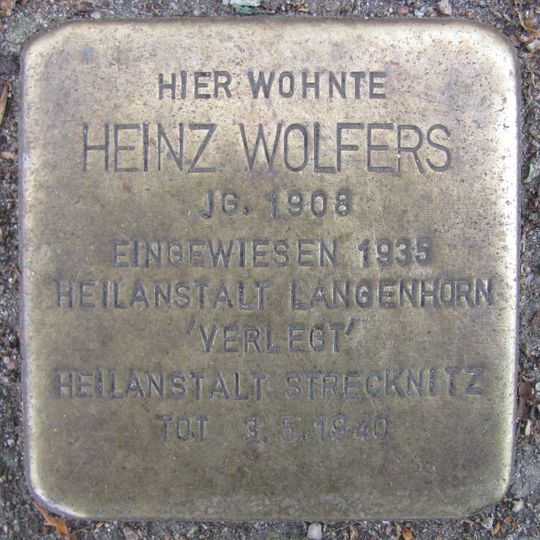 HIER WOHNTE
HEINZ WOLFERS
JG. 1908
EINGEWIESEN 1935
HEILANSTALT LANGENHORN
'VERLEGT'
HEILANSTALT STRECKNITZ
TOT 3.5.1940